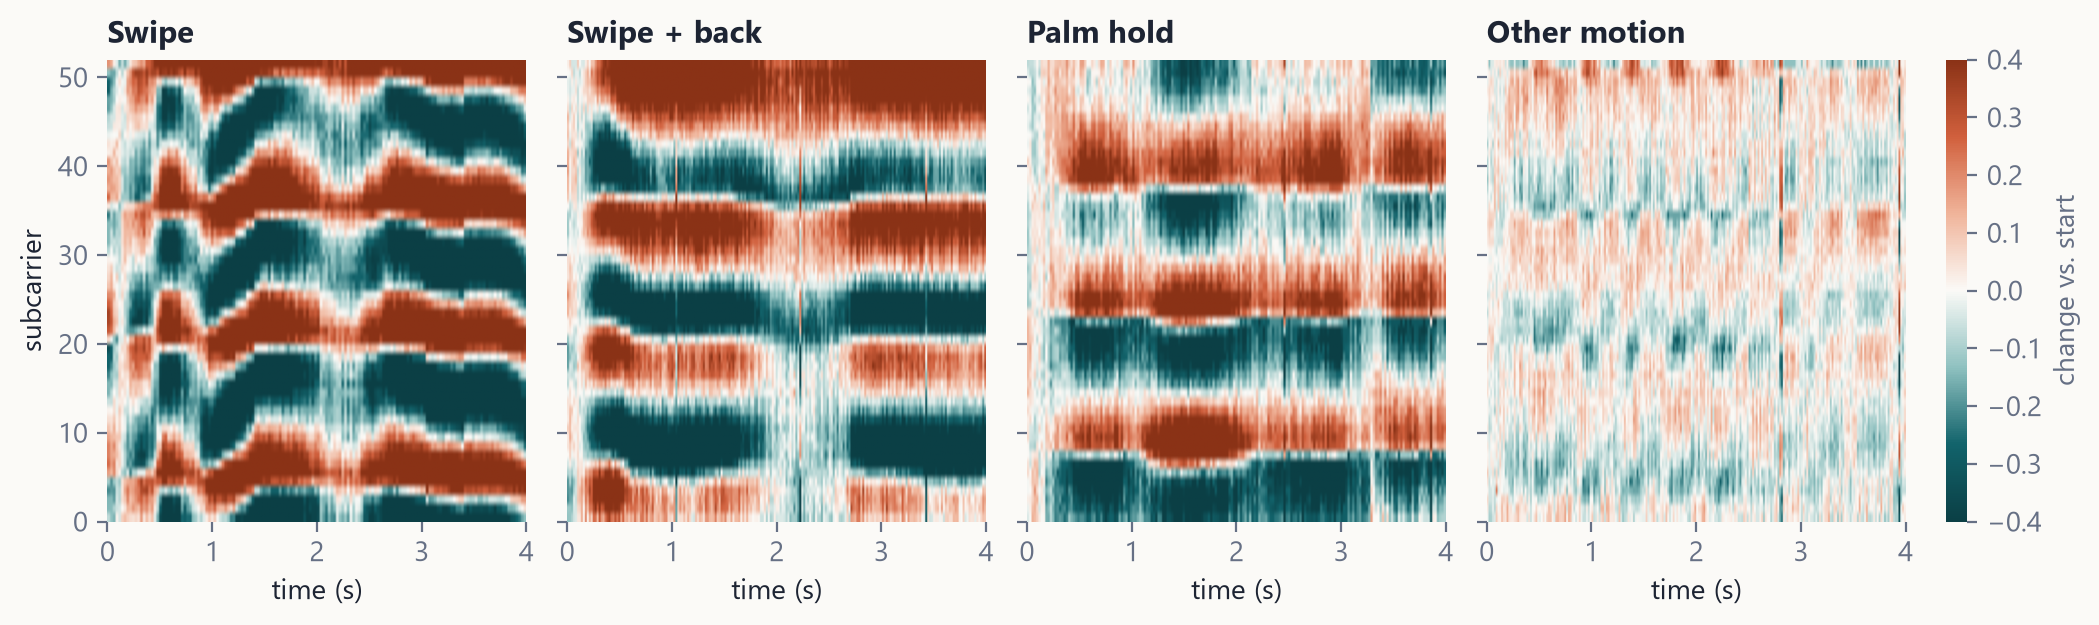 Swipe
Swipe + back
Palm hold
Other motion
subcarrier
50
40
30
20
10
0
0 1 2 3 4
time (s)
0 1 2 3 4
time (s)
0 1 2 3 4
time (s)
0 1 2 3 4
time (s)
0.4
0.3
0.2
0.1
0.0
−0.1
−0.2
−0.3
−0.4
change vs. start